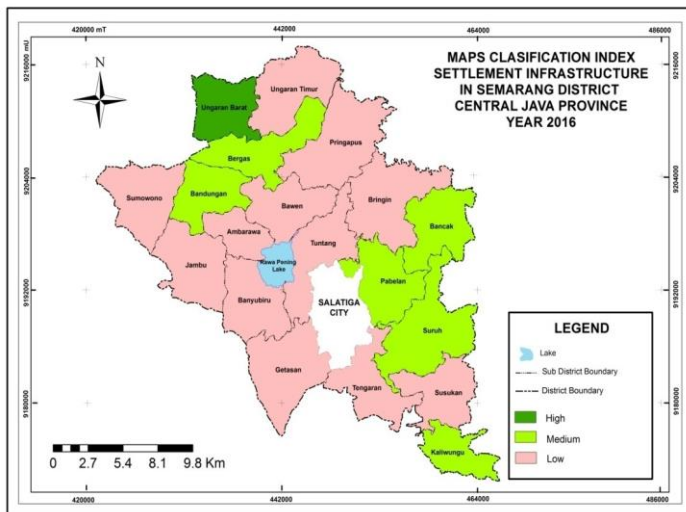 420000 mT
442000
464000
486000
9216000 mU
9216000
N
MAPS CLASIFICATION INDEX
SETTLEMENT INFRASTRUCTURE
IN SEMARANG DISTRICT
CENTRAL JAVA PROVINCE
YEAR 2016
Ungaran Timur
Ungaran Barat
Pringapus
Bergas
9204000
9204000
Sumowono
Bandungan
Bawen
Bringin
Bancak
Ambarawa
Tuntang
Jambu
Rawa Pening
Lake
Pabelan
9192000
9192000
Banyubiru
SALATIGA
CITY
Suruh
Getasan
Tengaran
Susukan
9180000
9180000
Kaliwungu
LEGEND
Lake
Sub District Boundary
District Boundary
High
Medium
Low
0 2.7 5.4 8.1 9.8 Km
420000
442000
464000
486000